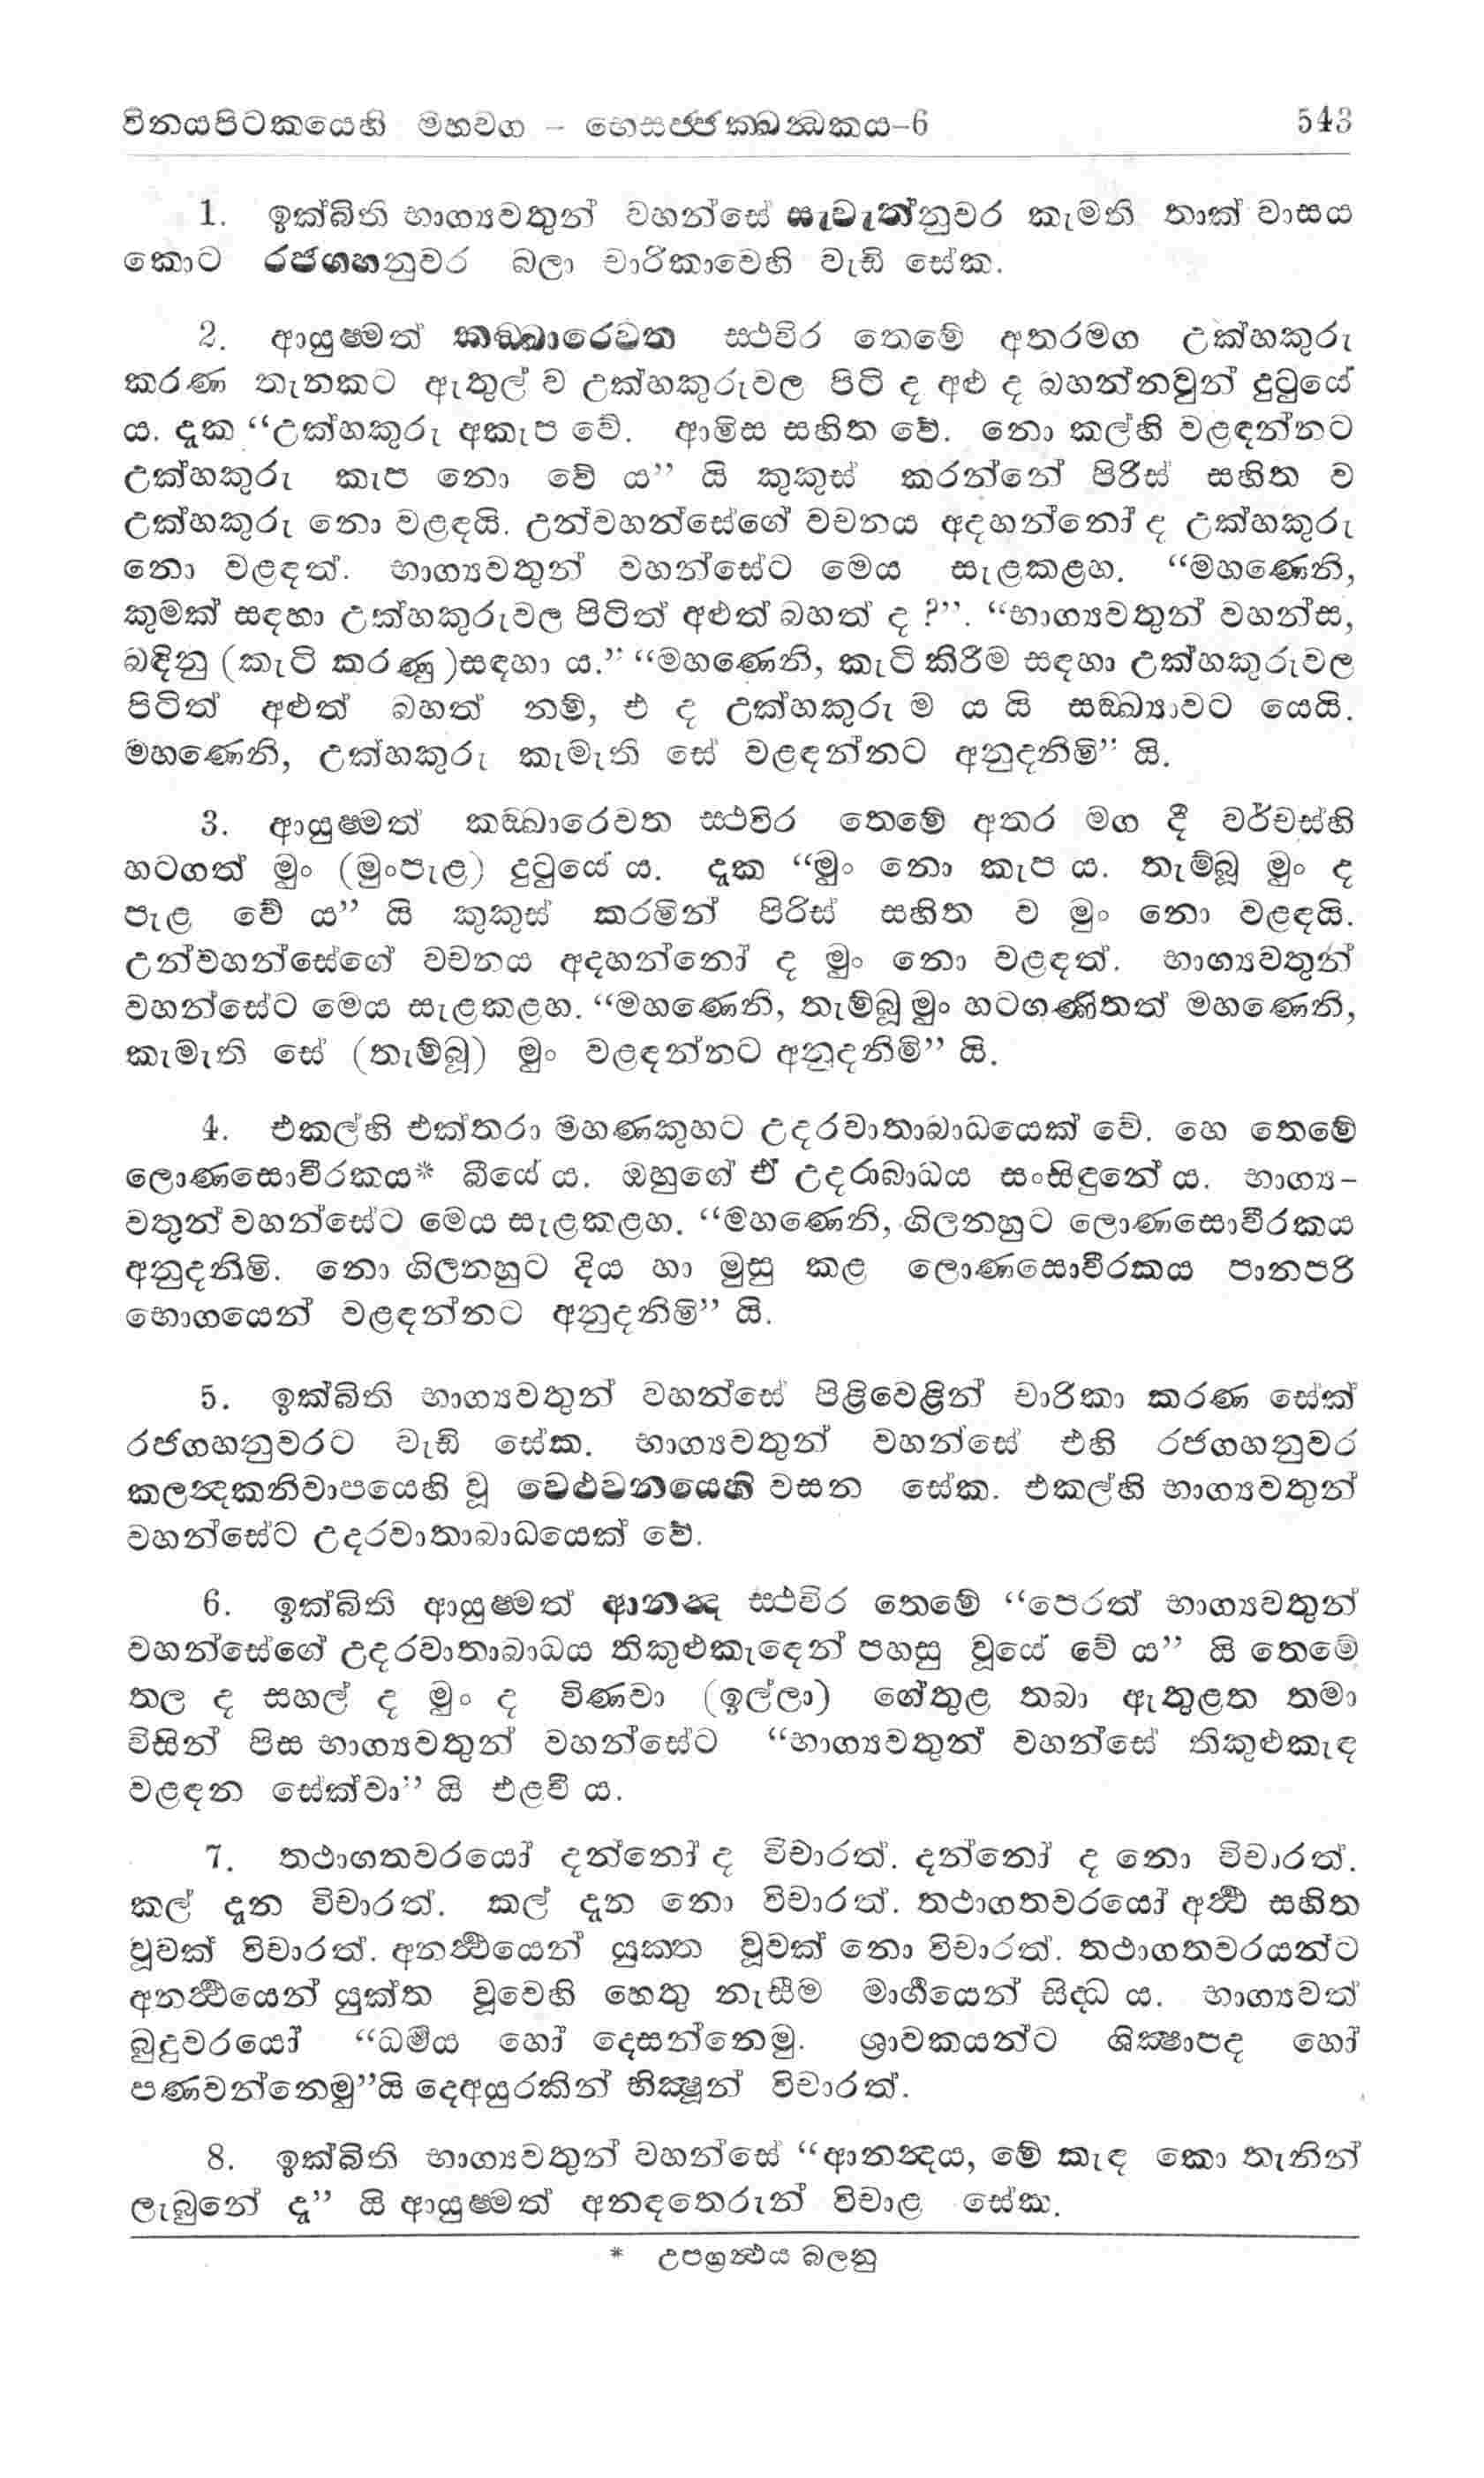 විනයපිටකයෙහි මහවග - භෙසජ්ජක්ඛන්ධකය-6 543
1. ඉක්බිති භාග්‍යවතුන් වහන්සේ සැවැත්නුවර කැමති තාක් වාසය
කොට රජගහනුවර බලා චාරිකාවෙහි වැඩි සේක.
2. ආයුෂ්මත් කඞ්ඛාරෙවත ස්ථවිර තෙමේ අතරමග උක්හකුරු
කරණ තැනකට ඇතුල් ව උක්හකුරුවල පිටි ද අළු ද බහන්නවුන් දුටුයේ
ය. දැක “උක්හකුරු අකැප වේ. ආමිස සහිත වේ. නො කල්හි වළඳන්නට
උක්හකුරු කැප නො වේ ය” යි කුකුස් කරන්නේ පිරිස් සහිත ව
උක්හකුරු නො වළඳයි. උන්වහන්සේගේ වචනය අදහන්නෝ ද උක්හකුරු
නො වළඳත්. භාග්‍යවතුන් වහන්සේට මෙය සැළකළහ. “මහණෙනි,
කුමක් සඳහා උක්හකුරුවල පිටිත් අළුත් බහත් ද ?”. “භාග්‍යවතුන් වහන්ස,
බඳිනු (කැටි කරණු)සඳහා ය.” “මහණෙනි, කැටි කිරීම සඳහා උක්හකුරුවල
පිටිත් අළුත් බහත් නම්, එ ද උක්හකුරු ම ය යි සඞ්ඛ්‍යාවට යෙයි.
මහණෙනි, උක්හකුරු කැමැති සේ වළඳන්නට අනුදනිමි” යි.
3. ආයුෂ්මත් කඞ්ඛාරෙවත ස්ථවිර තෙමේ අතර මග දී වර්චස්හි
හටගත් මුං (මුංපැළ) දුටුයේ ය. දැක “මුං නො කැප ය. තැම්බූ මුං ද
පැළ වේ ය” යි කුකුස් කරමින් පිරිස් සහිත ව මුං නො වළඳයි.
උන්වහන්සේගේ වචනය අදහන්නෝ ද මුං නො වළඳත්. භාග්‍යවතුන්
වහන්සේට මෙය සැළකළහ. “මහණෙනි, තැම්බූ මුං හටගණිතත් මහණෙනි,
කැමැති සේ (තැම්බූ) මුං වළඳන්නට අනුදනිමි” යි.
4. එකල්හි එක්තරා මහණකුහට උදරවාතාබාධයෙක් වේ. හෙ තෙමේ
ලොණසොවීරකය* බීයේ ය. ඔහුගේ ඒ උදරාබාධය සංසිඳුනේ ය. භාග්‍ය-
වතුන් වහන්සේට මෙය සැළකළහ. “මහණෙනි, ගිලනහුට ලොණසොවීරකය
අනුදනිමි. නො ගිලනහුට දිය හා මුසු කළ ලොණසොවීරකය පානපරි
භොගයෙන් වළඳන්නට අනුදනිමි” යි.
5. ඉක්බිති භාග්‍යවතුන් වහන්සේ පිළිවෙළින් චාරිකා කරණ සේක්
රජගහනුවරට වැඩි සේක. භාග්‍යවතුන් වහන්සේ එහි රජගහනුවර
කලන්දකනිවාපයෙහි වූ වෙළුවනයෙහි වසන සේක. එකල්හි භාග්‍යවතුන්
වහන්සේට උදරවාතාබාධයෙක් වේ.
6. ඉක්බිති ආයුෂ්මත් ආනන්ද ස්ථවිර තෙමේ “පෙරත් භාග්‍යවතුන්
වහන්සේගේ උදරවාතාබාධය තිකුළුකැඳෙන් පහසු වූයේ වේ ය” යි තෙමේ
තල ද සහල් ද මුං ද විණවා (ඉල්ලා) ගේතුළ තබා ඇතුළත තමා
විසින් පිස භාග්‍යවතුන් වහන්සේට “භාග්‍යවතුන් වහන්සේ තිකුළුකැඳ
වළඳන සේක්වා” යි එළවී ය.
7. තථාගතවරයෝ දන්නෝ ද විචාරත්. දන්නෝ ද නො විචාරත්.
කල් දැන විචාරත්. කල් දැන නො විචාරත්. තථාගතවරයෝ අර්ත්‍ථ සහිත
වූවක් විචාරත්. අනර්ත්‍ථයෙන් යුක්ත වූවක් නො විචාරත්. තථාගතවරයන්ට
අනර්ත්‍ථයෙන් යුක්ත වූවෙහි හෙතු නැසීම මාර්ගයෙන් සිද්ධ ය. භාග්‍යවත්
බුදුවරයෝ “ධර්මය හෝ දෙසන්නෙමු. ශ්‍රාවකයන්ට ශික්ෂාපද හෝ
පණවන්නෙමු”යි දෙඅයුරකින් භික්ෂූන් විචාරත්.
8. ඉක්බිති භාග්‍යවතුන් වහන්සේ “ආනන්දය, මේ කැඳ කො තැනින්
ලැබුනේ ද” යි ආයුෂ්මත් අනඳතෙරුන් විචාළ සේක.
* උපග්‍රන්ථය බලනු